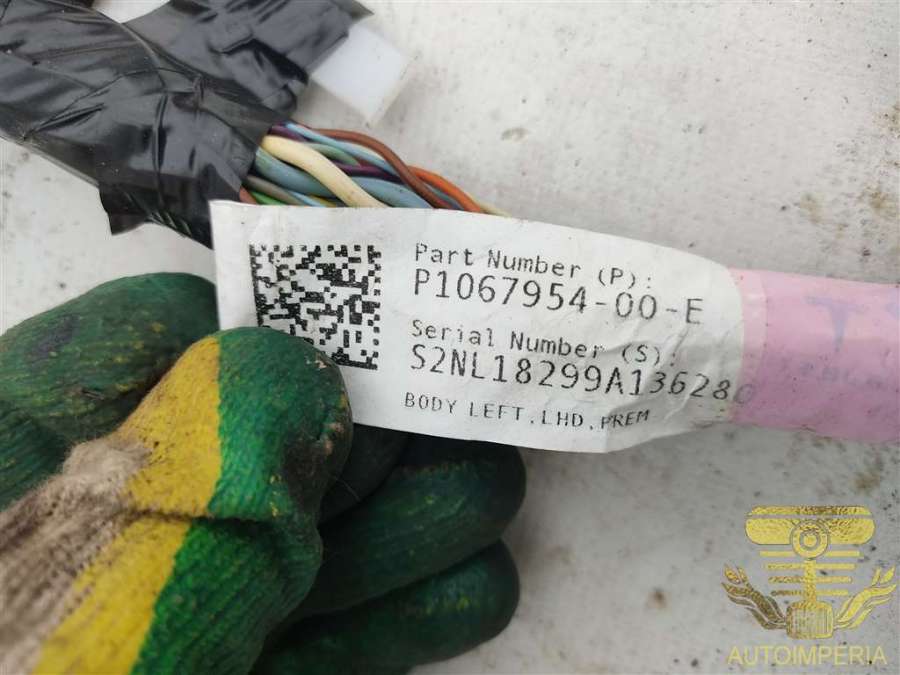 Part Number (P):
P1067954-00-E
Serial Number (S):
S2NL18299A136280
BODY LEFT,LHD,PREM
AUTOIMPERIA